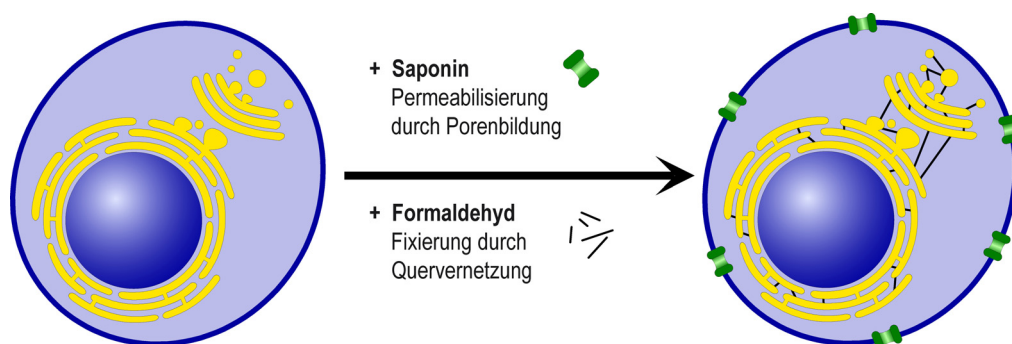 + Saponin
Permeabilisierung
durch Porenbildung
+ Formaldehyd
Fixierung durch
Quervernetzung